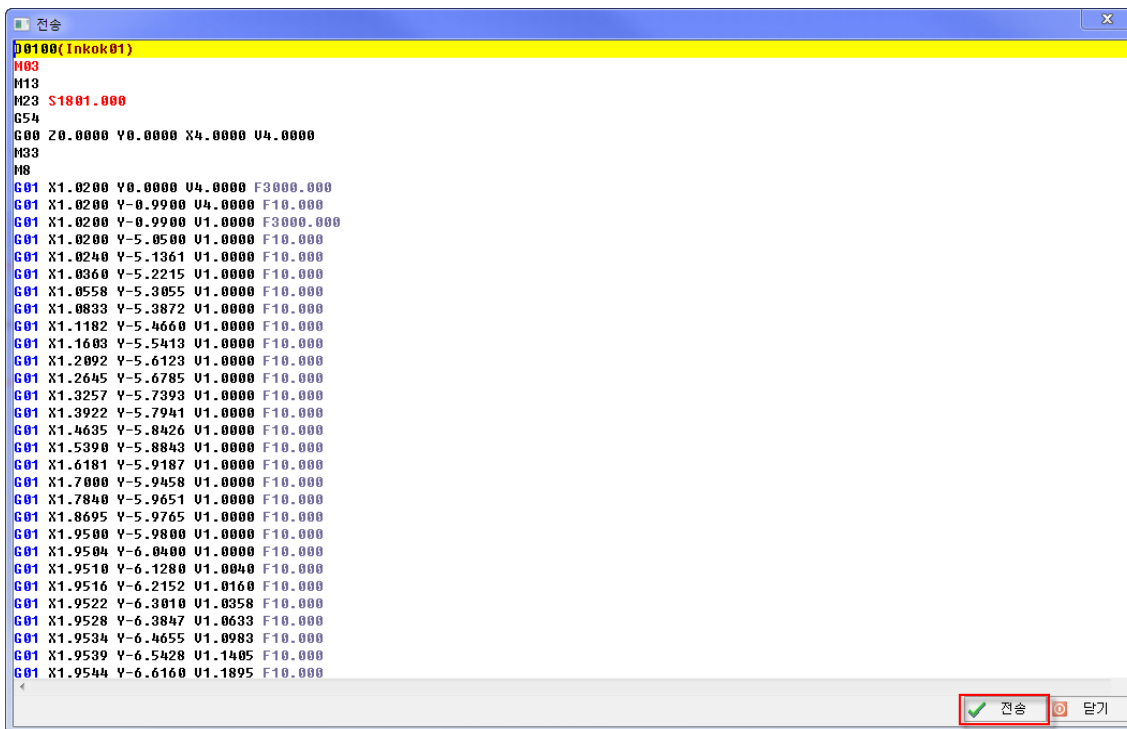 전송
O0100(Inkok01)
M03
M13
M23 S1801.000
G54
G00 Z0.0000 Y0.0000 X4.0000 V4.0000
M33
M8
G01 X1.0200 Y0.0000 V4.0000 F3000.000
G01 X1.0200 Y-0.9900 V4.0000 F10.000
G01 X1.0200 Y-0.9900 V1.0000 F3000.000
G01 X1.0200 Y-5.0500 V1.0000 F10.000
G01 X1.0240 Y-5.1361 V1.0000 F10.000
G01 X1.0360 Y-5.2215 V1.0000 F10.000
G01 X1.0558 Y-5.3055 V1.0000 F10.000
G01 X1.0833 Y-5.3872 V1.0000 F10.000
G01 X1.1182 Y-5.4660 V1.0000 F10.000
G01 X1.1603 Y-5.5413 V1.0000 F10.000
G01 X1.2092 Y-5.6123 V1.0000 F10.000
G01 X1.2645 Y-5.6785 V1.0000 F10.000
G01 X1.3257 Y-5.7393 V1.0000 F10.000
G01 X1.3922 Y-5.7941 V1.0000 F10.000
G01 X1.4635 Y-5.8426 V1.0000 F10.000
G01 X1.5390 Y-5.8843 V1.0000 F10.000
G01 X1.6181 Y-5.9187 V1.0000 F10.000
G01 X1.7000 Y-5.9458 V1.0000 F10.000
G01 X1.7840 Y-5.9651 V1.0000 F10.000
G01 X1.8695 Y-5.9765 V1.0000 F10.000
G01 X1.9500 Y-5.9800 V1.0000 F10.000
G01 X1.9504 Y-6.0400 V1.0000 F10.000
G01 X1.9510 Y-6.1280 V1.0040 F10.000
G01 X1.9516 Y-6.2152 V1.0160 F10.000
G01 X1.9522 Y-6.3010 V1.0358 F10.000
G01 X1.9528 Y-6.3847 V1.0633 F10.000
G01 X1.9534 Y-6.4655 V1.0983 F10.000
G01 X1.9539 Y-6.5428 V1.1405 F10.000
G01 X1.9544 Y-6.6160 V1.1895 F10.000
전송 닫기